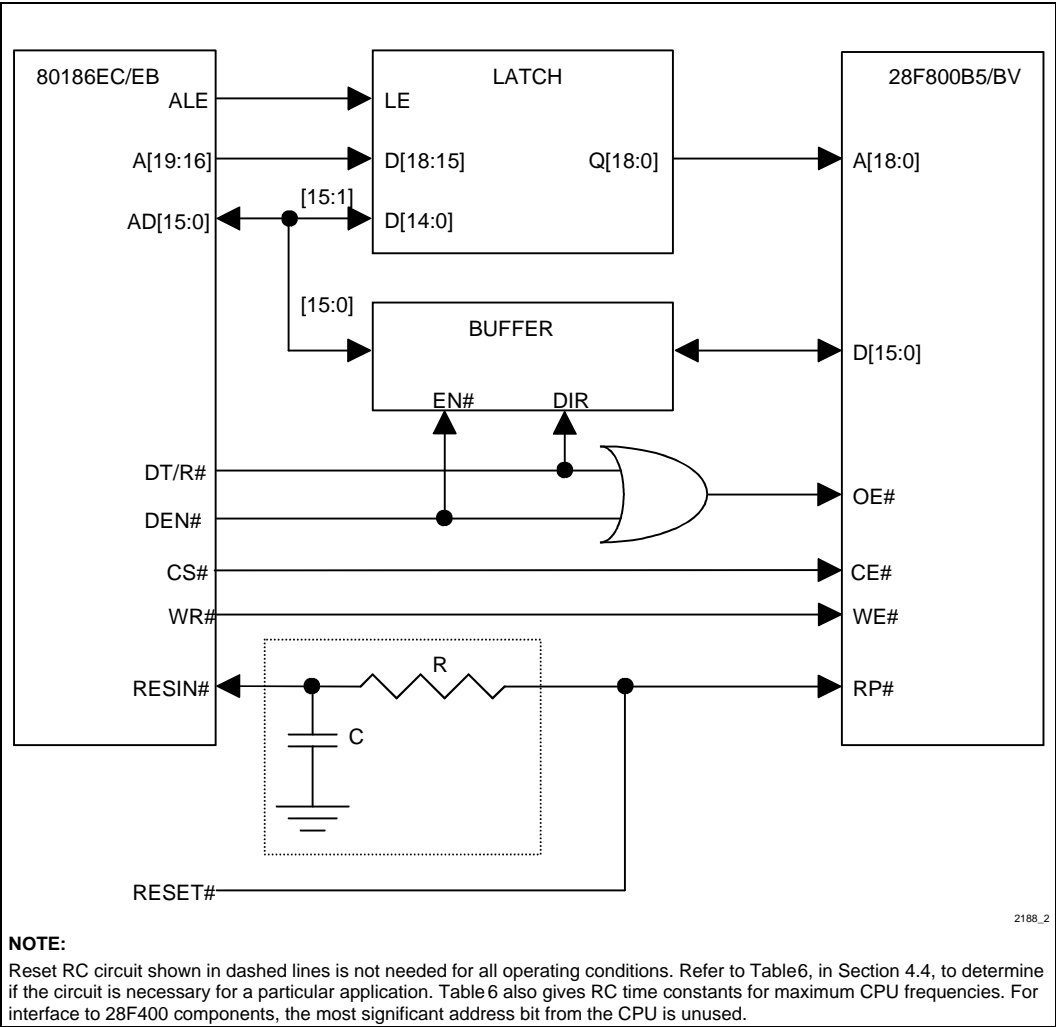 80186EC/EB
LATCH
28F800B5/BV
ALE
LE
A[19:16]
D[18:15]
Q[18:0]
A[18:0]
[15:1]
AD[15:0]
D[14:0]
[15:0]
BUFFER
D[15:0]
EN#
DIR
DT/R#
OE#
DEN#
CS#
CE#
WR#
WE#
R
RESIN#
RP#
C
RESET#
2188_2
NOTE:
Reset RC circuit shown in dashed lines is not needed for all operating conditions. Refer to Table6, in Section 4.4, to determine
if the circuit is necessary for a particular application. Table6 also gives RC time constants for maximum CPU frequencies. For
interface to 28F400 components, the most significant address bit from the CPU is unused.